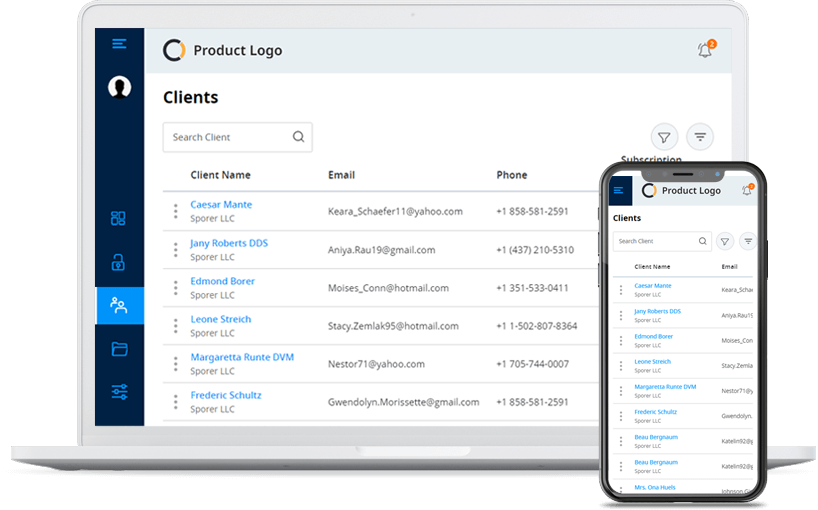 Product Logo
2
Clients
Search Client
Subscription
Client Name Email Phone
Caesar Mante
Sporer LLC
Keara_Schaefer11@yahoo.com +1 858-581-2591
Jany Roberts DDS
Sporer LLC
Aniya.Rau19@gmail.com +1 (437) 210-5310
Edmond Borer
Sporer LLC
Moises_Conn@hotmail.com +1 351-533-0411
Leone Streich
Sporer LLC
Stacy.Zemlak95@hotmail.com +1 1-502-807-8364
Margaretta Runte DVM
Sporer LLC
Nestor71@yahoo.com +1 705-744-0007
Frederic Schultz
Sporer LLC
Gwendolyn.Morissette@gmail.com +1 858-581-2591
Product Logo
2
Clients
Search Client
Client Name Email
Caesar Mante
Sporer LLC
Keara_Schae
Jany Roberts DDS
Sporer LLC
Aniya.Rau19
Edmond Borer
Sporer LLC
Moises_Con
Leone Streich
Sporer LLC
Stacy.Zemla
Margaretta Runte DVM
Sporer LLC
Nestor71@y
Frederic Schultz
Sporer LLC
Gwendolyn.
Beau Bergnaum
Sporer LLC
Katelin92@g
Beau Bergnaum
Sporer LLC
Katelin92@g
Mrs. Ona Huels
Johnson.G